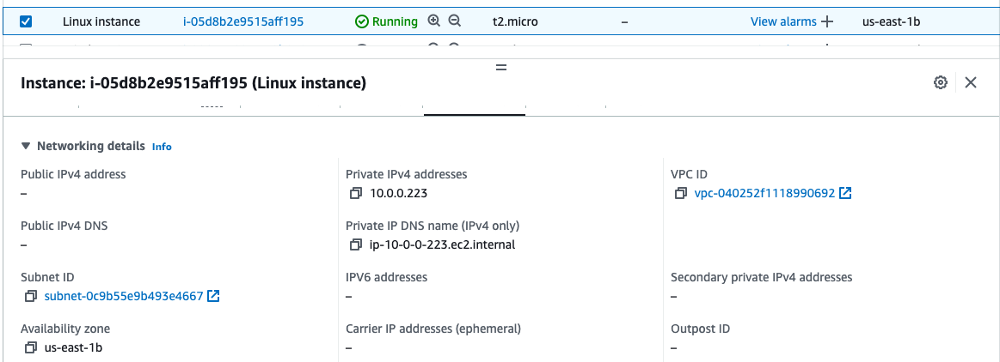 Linux instance i-05d8b2e9515aff195 Running t2.micro – View alarms + us-east-1b
Instance: i-05d8b2e9515aff195 (Linux instance)
Networking details Info
Public IPv4 address Private IPv4 addresses VPC ID
– 10.0.0.223 vpc-040252f1118990692
Public IPv4 DNS Private IP DNS name (IPv4 only)
– ip-10-0-0-223.ec2.internal
Subnet ID IPV6 addresses Secondary private IPv4 addresses
subnet-0c9b55e9b493e4667 – –
Availability zone Carrier IP addresses (ephemeral) Outpost ID
us-east-1b – –